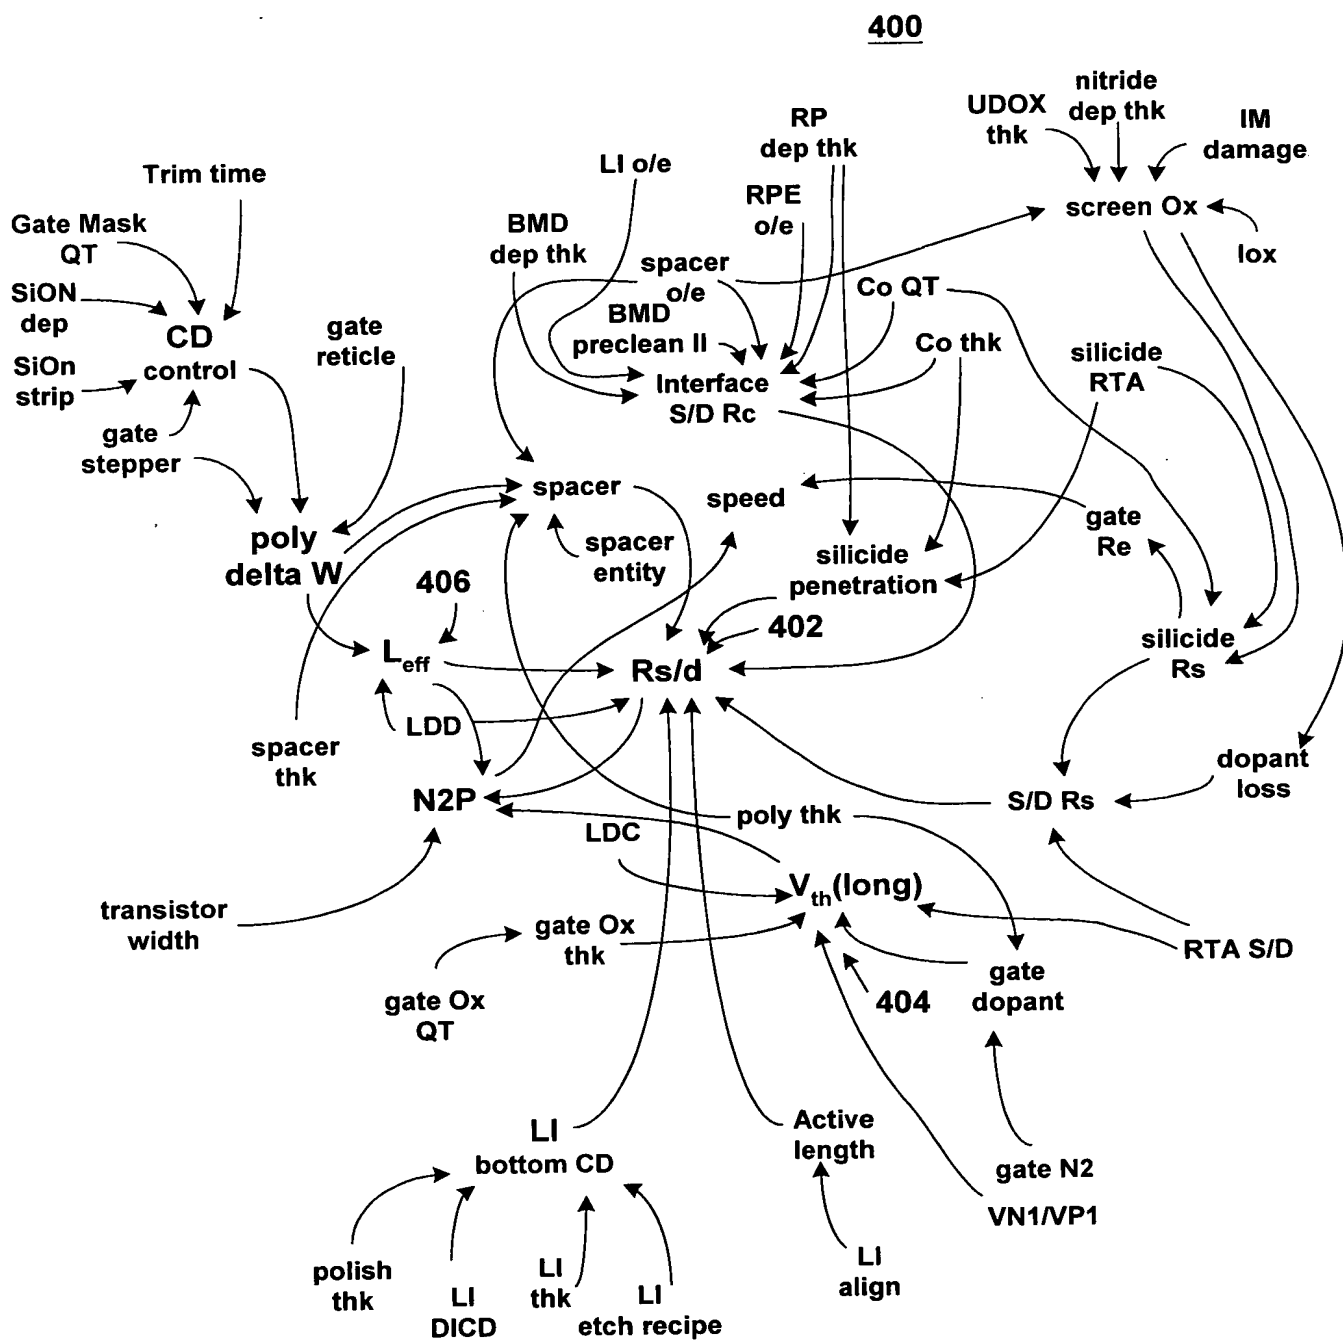 400
nitride
dep thk
UDOX
thk
IM
damage
RP
dep thk
LI o/e
Trim time
RPE
o/e
screen Ox
Gate Mask
QT
BMD
dep thk
lox
spacer
o/e
SiON
dep
Co QT
BMD
preclean II
CD
control
gate
reticle
Co thk
silicide
RTA
SiOn
strip
Interface
S/D Rc
gate
stepper
spacer
speed
gate
Re
poly
delta W
spacer
entity
silicide
penetration
406
402
silicide
Rs
Leff
Rs/d
LDD
spacer
thk
dopant
loss
N2P
S/D Rs
poly thk
LDC
Vth(long)
transistor
width
gate Ox
thk
RTA S/D
gate
dopant
gate Ox
QT
404
LI
bottom CD
Active
length
gate N2
VN1/VP1
polish
thk
LI
DICD
LI
thk
LI
etch recipe
LI
align